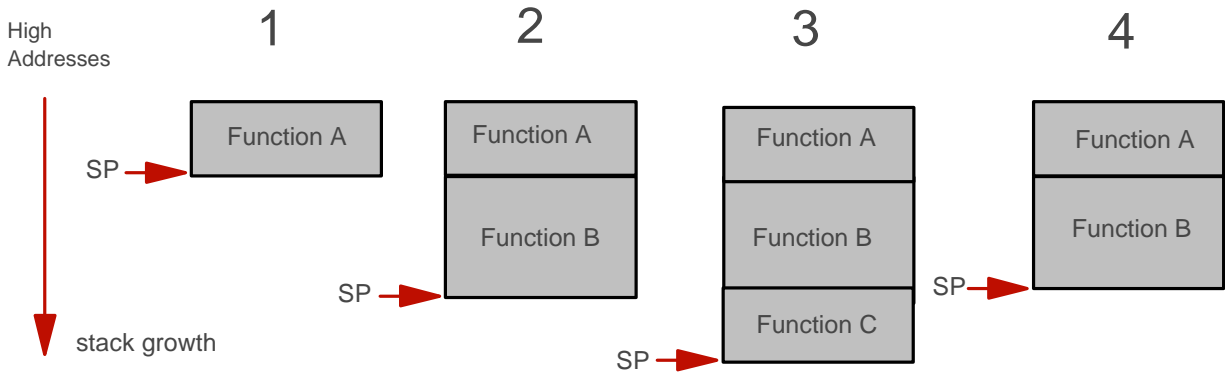 High
Addresses
1
2
3
4
Function A
SP
Function A
Function B
SP
Function A
Function B
Function C
SP
Function A
Function B
SP
stack growth